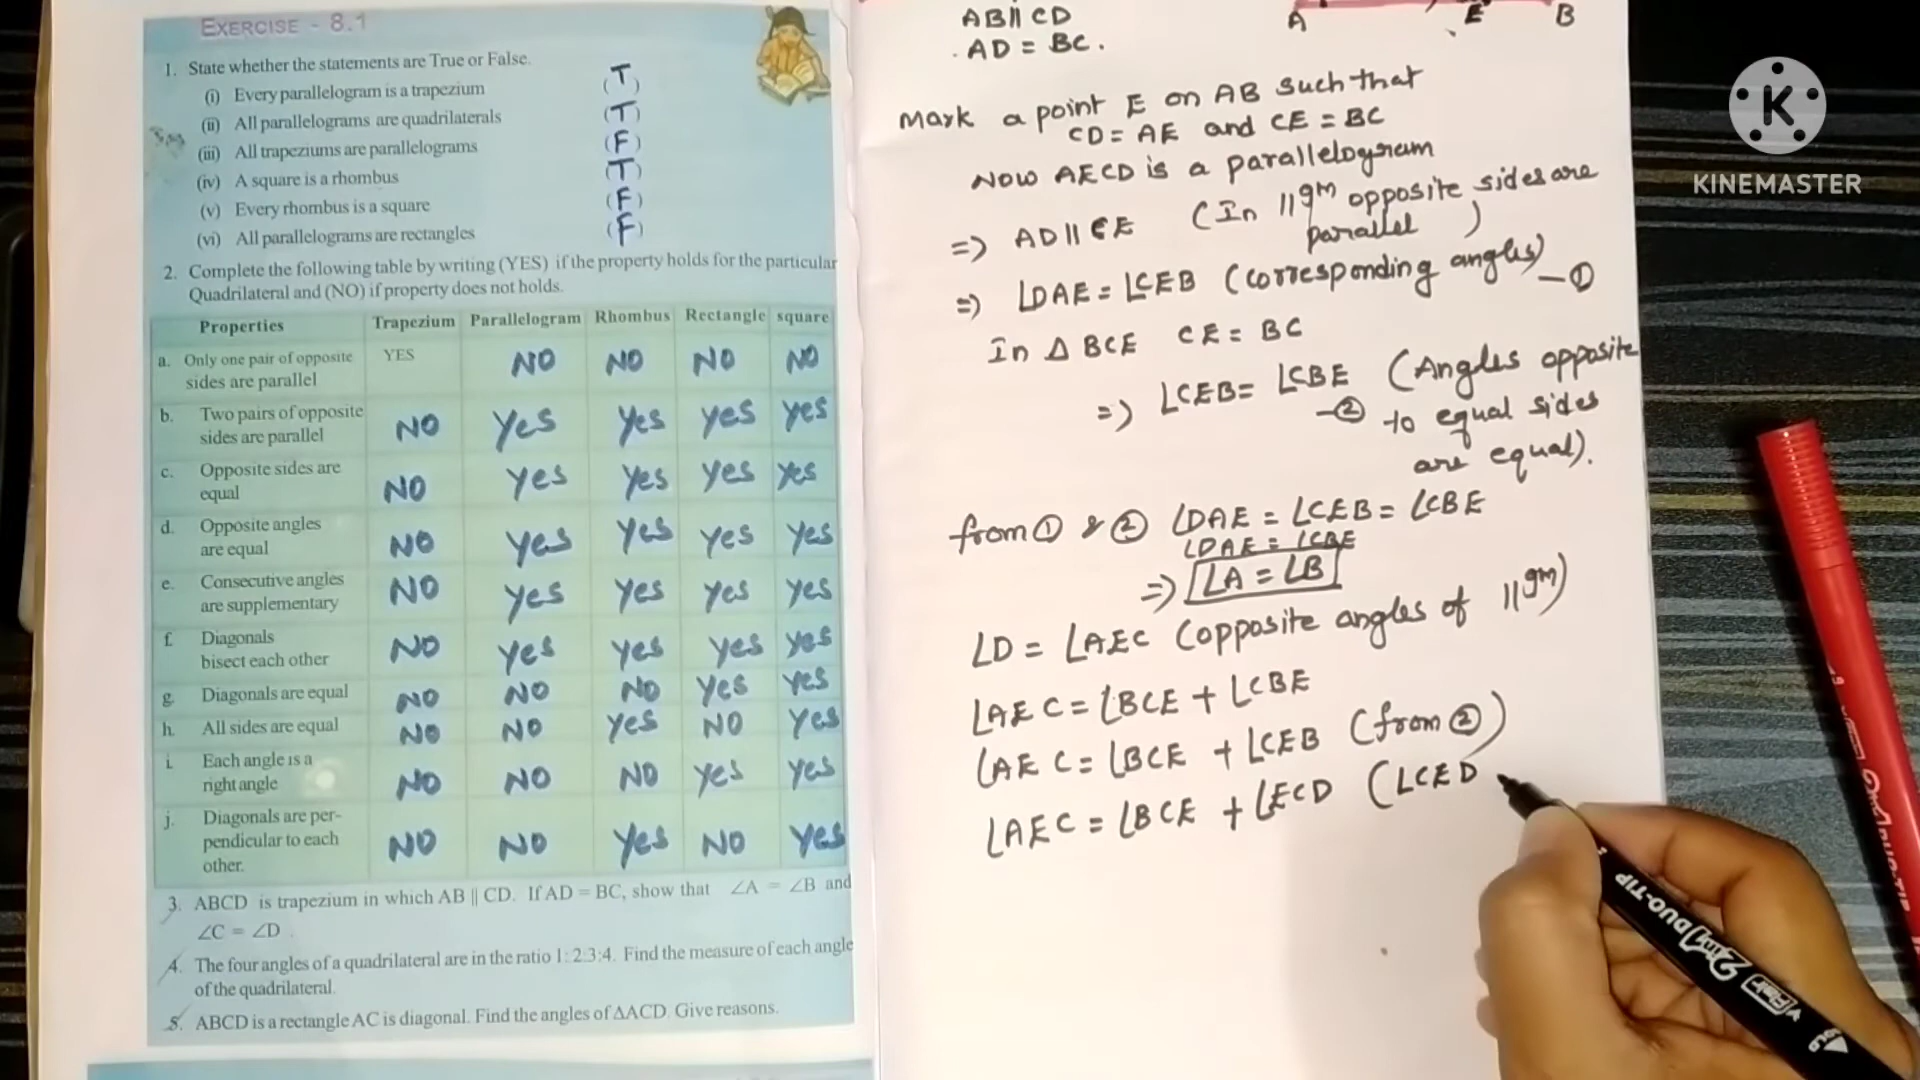 EXERCISE - 8.1
1. State whether the statements are True or False.
(i) Every parallelogram is a trapezium (T)
(ii) All parallelograms are quadrilaterals (T)
(iii) All trapeziums are parallelograms (F)
(iv) A square is a rhombus (T)
(v) Every rhombus is a square (F)
(vi) All parallelograms are rectangles (F)
2. Complete the following table by writing (YES) if the property holds for the particular
Quadrilateral and (NO) if property does not holds.
Properties Trapezium Parallelogram Rhombus Rectangle square
a. Only one pair of opposite YES NO NO NO NO
sides are parallel
b. Two pairs of opposite
sides are parallel NO Yes Yes Yes Yes
c. Opposite sides are
equal NO Yes Yes Yes Yes
d. Opposite angles
are equal NO Yes Yes Yes Yes
e. Consecutive angles
are supplementary NO Yes Yes Yes Yes
f. Diagonals
bisect each other NO Yes Yes Yes Yes
g. Diagonals are equal NO NO NO Yes Yes
h. All sides are equal NO NO Yes NO Yes
i. Each angle is a
right angle NO NO NO Yes Yes
j. Diagonals are per-
pendicular to each NO NO Yes NO Yes
other.
3. ABCD is trapezium in which AB || CD. If AD = BC, show that ∠A = ∠B and
∠C = ∠D .
4. The four angles of a quadrilateral are in the ratio 1: 2:3:4. Find the measure of each angle
of the quadrilateral.
5. ABCD is a rectangle AC is diagonal. Find the angles of ΔACD. Give reasons.
AB || CD
AD = BC.
A E B
Mark a point E on AB such that
CD = AE and CE = BC
Now AECD is a parallelogram
=> AD || CE (In ||gm opposite sides are
parallel )
=> ∠DAE = ∠CEB (corresponding angles) —①
In Δ BCE CE = BC
=> ∠CEB = ∠CBE (Angles opposite
—② to equal sides
are equal).
from ① & ② ∠DAE = ∠CEB = ∠CBE
∠DAE = ∠CBE
=> ∠A = ∠B
∠D = ∠AEC (opposite angles of ||gm)
∠AEC = ∠BCE + ∠CBE
∠AEC = ∠BCE + ∠CEB (from ②)
∠AEC = ∠BCE + ∠ECD (∠CED
K
KINEMASTER
DUO-TIP